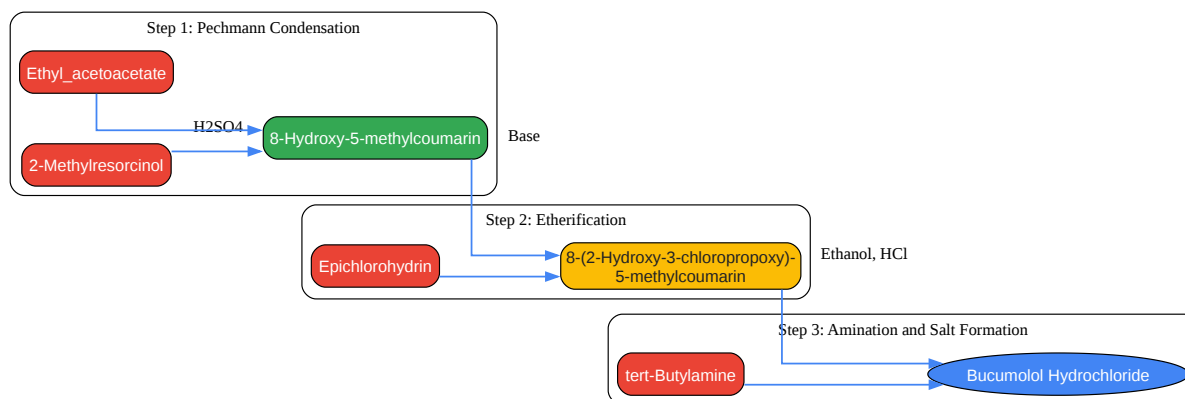 Step 1: Pechmann Condensation
Ethyl_acetoacetate
H2SO4
8-Hydroxy-5-methylcoumarin
Base
2-Methylresorcinol
Step 2: Etherification
Epichlorohydrin
8-(2-Hydroxy-3-chloropropoxy)-
5-methylcoumarin
Ethanol, HCl
Step 3: Amination and Salt Formation
tert-Butylamine
Bucumolol Hydrochloride